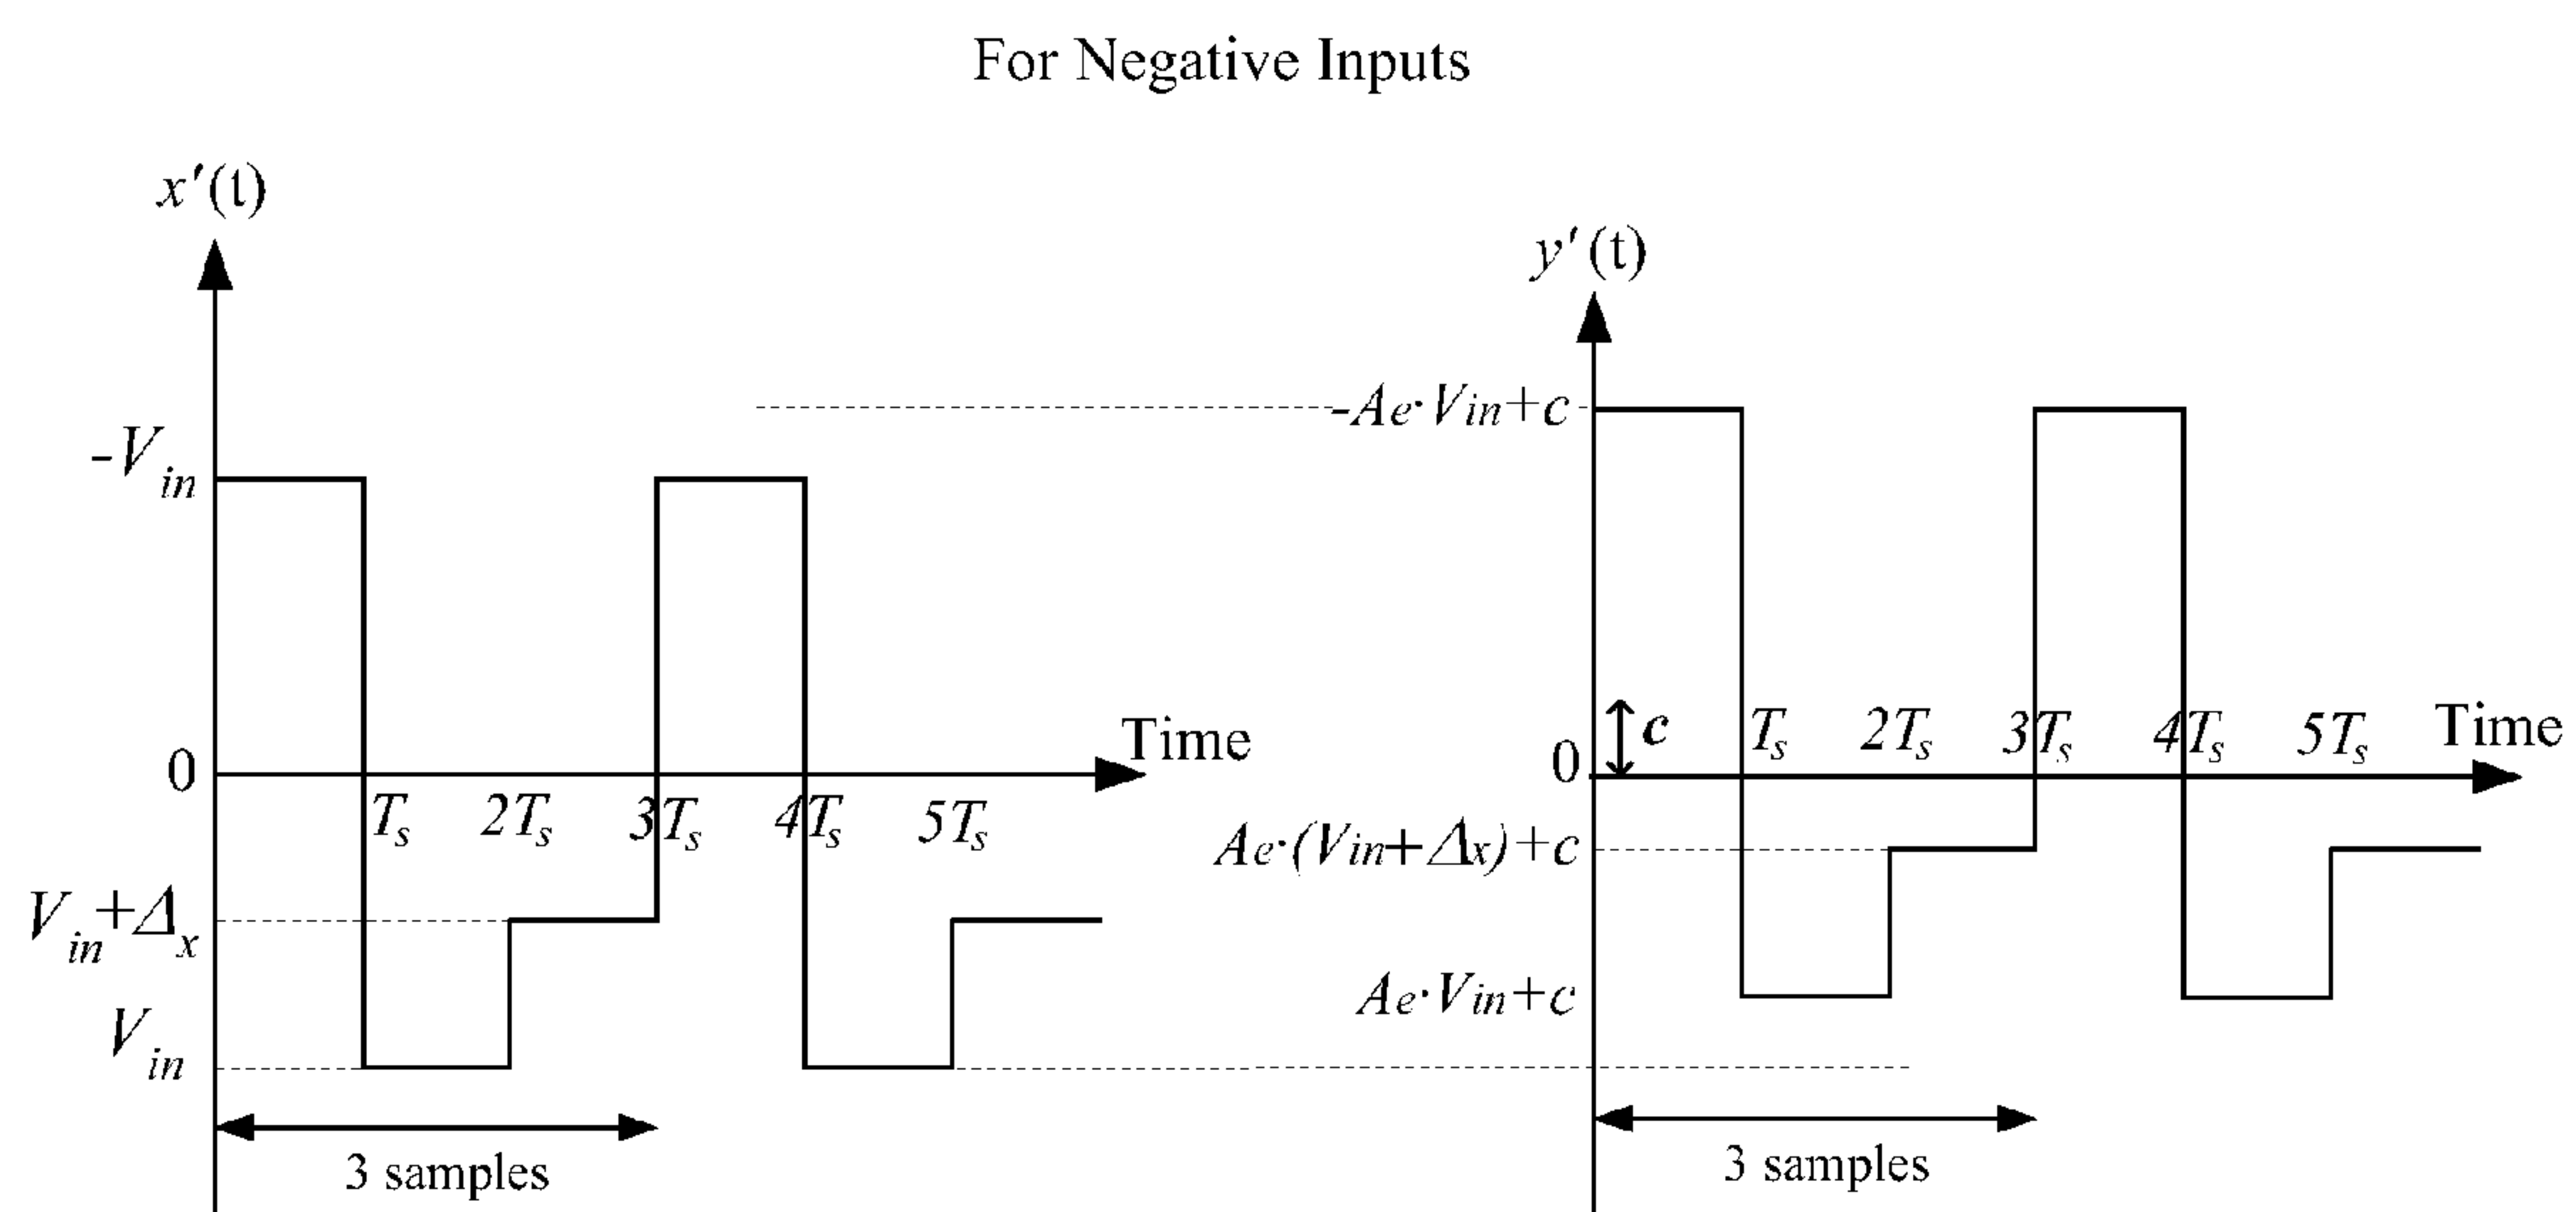 For Negative Inputs
x'(t)
y'(t)
-Ae·Vin+c
-Vin
c
Ts 2Ts 3Ts 4Ts 5Ts Time
Time
0
0
Ts 2Ts 3Ts 4Ts 5Ts
Ae·(Vin+Δx)+c
Vin+Δx
Ae·Vin+c
Vin
3 samples
3 samples